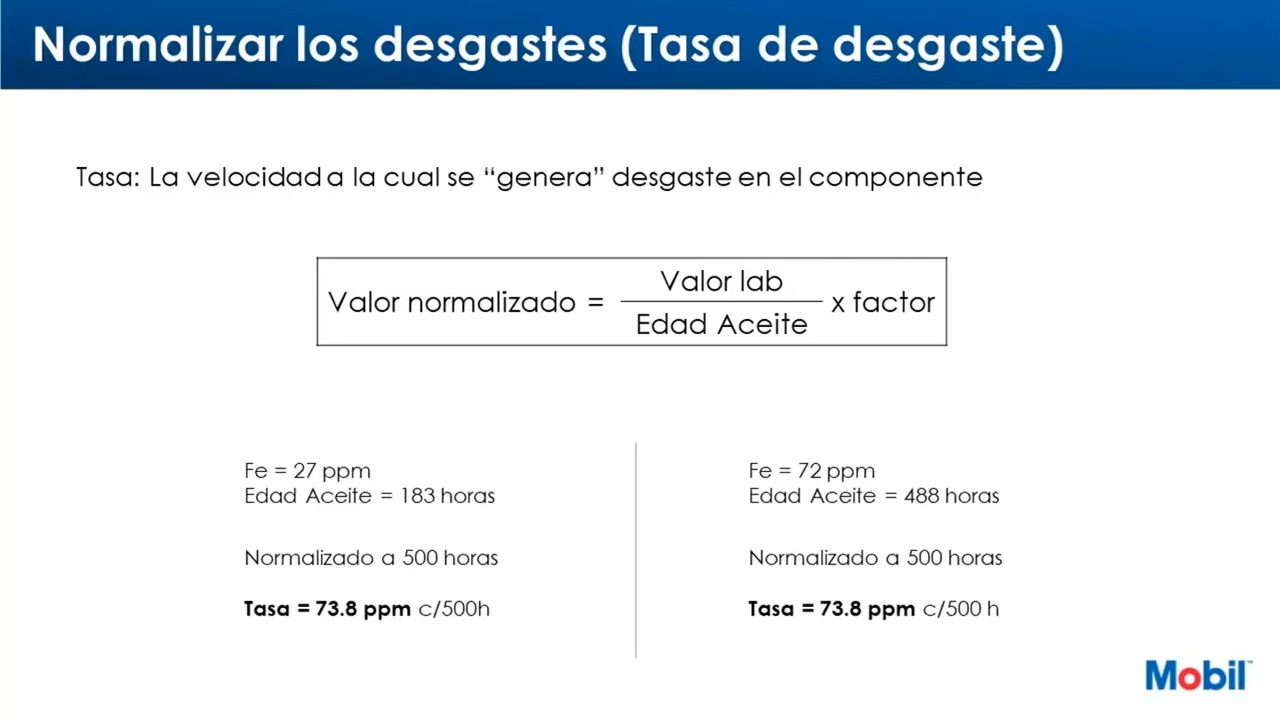 Normalizar los desgastes (Tasa de desgaste)
Tasa: La velocidad a la cual se “genera” desgaste en el componente
Valor normalizado = Valor lab / Edad Aceite x factor
Fe = 27 ppm
Edad Aceite = 183 horas
Normalizado a 500 horas
Tasa = 73.8 ppm c/500h
Fe = 72 ppm
Edad Aceite = 488 horas
Normalizado a 500 horas
Tasa = 73.8 ppm c/500 h
Mobil™